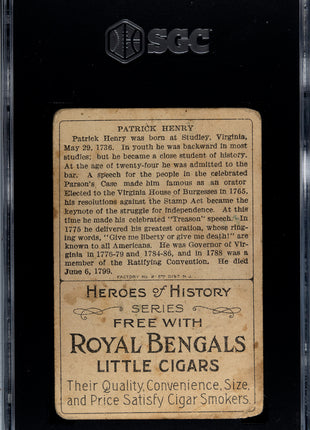 SGC
PATRICK HENRY
Patrick Henry was born at Studley, Virginia,
May 29, 1736. In youth he was backward in most
studies; but he became a close student of history.
At the age of twenty-four he was admitted to the
bar. A speech for the people in the celebrated
Parson's Case made him famous as an orator
Elected to the Virginia House of Burgesses in 1765,
his resolutions against the Stamp Act became the
keynote of the struggle for independence. At this
time he made his celebrated "Treason" speech. In
1775 he delivered his greatest oration, whose ring-
ing words, "Give me liberty or give me death!" are
known to all Americans. He was Governor of Vir-
ginia in 1776-79 and 1784-86, and in 1788 was a
member of the Ratifying Convention. He died
June 6, 1799.
FACTORY No. 2. 5TH DIST. N. J.
HEROES of HISTORY
SERIES
FREE WITH
ROYAL BENGALS
LITTLE CIGARS
Their Quality, Convenience, Size,
and Price Satisfy Cigar Smokers.